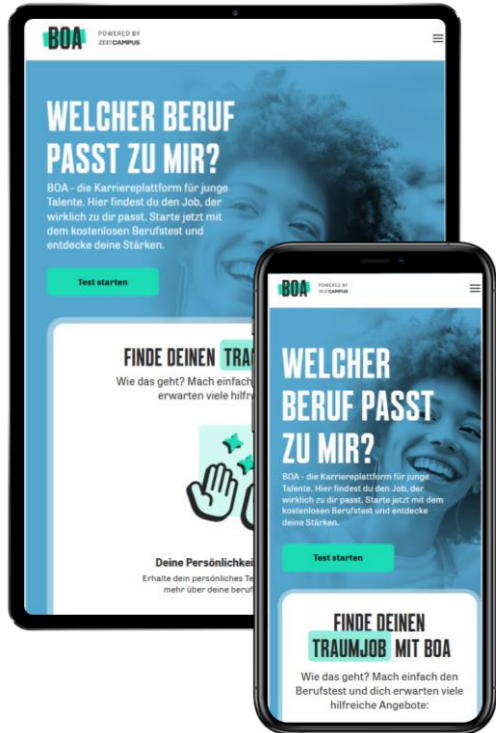 BOA
POWERED BY
ZEIT CAMPUS
WELCHER BERUF
PASST ZU MIR?
BOA - die Karriereplattform für junge
Talente. Hier findest du den Job, der
wirklich zu dir passt. Starte jetzt mit
dem kostenlosen Berufstest und
entdecke deine Stärken.
Test starten
FINDE DEINEN
Wie das geht? Mach einfach
erwarten viele
Deine
Erhalte dein persönliches
mehr über deine
BOA
POWERED BY
ZEIT CAMPUS
WELCHER
BERUF PASST
ZU MIR?
BOA - die Karriereplattform für junge
Talente. Hier findest du den Job, der
wirklich zu dir passt. Starte jetzt mit dem
kostenlosen Berufstest und entdecke
deine Stärken.
Test starten
FINDE DEINEN
TRAUMJOB MIT BOA
Wie das geht? Mach einfach den
Berufstest und dich erwarten viele
hilfreiche Angebote: